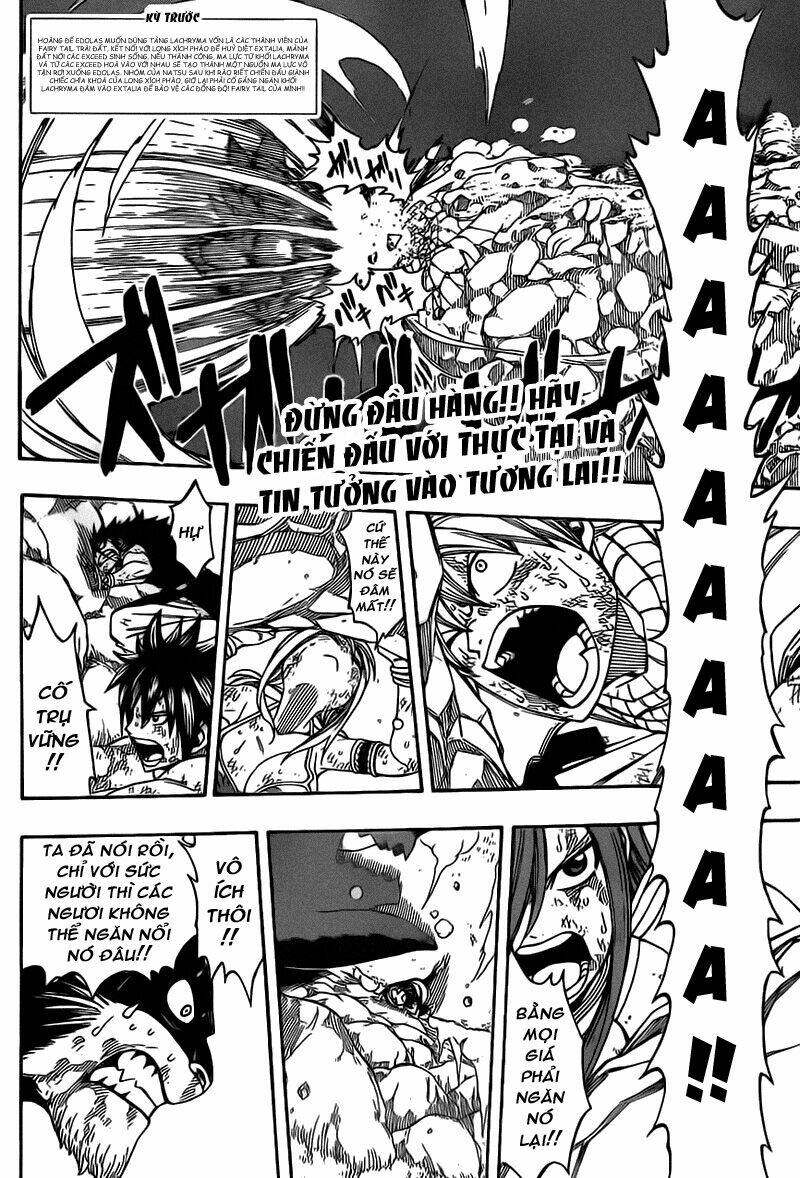 KỲ TRƯỚC
HOÀNG ĐẾ EDOLAS MUỐN DÙNG TẢNG LACHRYMA VỐN LÀ CÁC THÀNH VIÊN CỦA
FAIRY TAIL TRÁI ĐẤT, KẾT NỐI VỚI LONG XÍCH PHÁO ĐỂ HUỶ DIỆT EXTALIA, MẢNH
ĐẤT NƠI CÁC EXCEED SINH SỐNG. NẾU THÀNH CÔNG, MA LỰC TỪ KHỐI LACHRYMA
VÀ TỪ CÁC EXCEED HOÀ VÀO VỚI NHAU SẼ TẠO THÀNH MỘT NGUỒN MA LỰC VÔ
TẬN RƠI XUỐNG EDOLAS. NHÓM CỦA NATSU SAU KHI RÁO RIẾT CHIẾN ĐẤU GIÀNH
CHIẾC CHÌA KHOÁ CỦA LONG XÍCH PHÁO, GIỜ LẠI PHẢI CỐ GẮNG NGĂN KHỐI
LACHRYMA ĐÂM VÀO EXTALIA ĐỂ BẢO VỆ CÁC ĐỒNG ĐỘI FAIRY TAIL CỦA MÌNH!!
AAAAAAAAAA!!
ズズズズ
ĐỪNG ĐẦU HÀNG!! HÃY
CHIẾN ĐẤU VỚI THỰC TẠI VÀ
TIN TƯỞNG VÀO TƯƠNG LAI!!
CỨ
THẾ
NÀY
NÓ SẼ
ĐÂM
MẤT!!
HỰ
CỐ
TRỤ
VỮNG
!!
BẰNG
MỌI
GIÁ
PHẢI
NGĂN
NÓ
LẠI!!
VÔ
ÍCH
THÔI
!!
TA ĐÃ NÓI RỒI,
CHỈ VỚI SỨC
NGƯỜI THÌ CÁC
NGƯƠI KHÔNG
THỂ NGĂN NỔI
NÓ ĐÂU!!